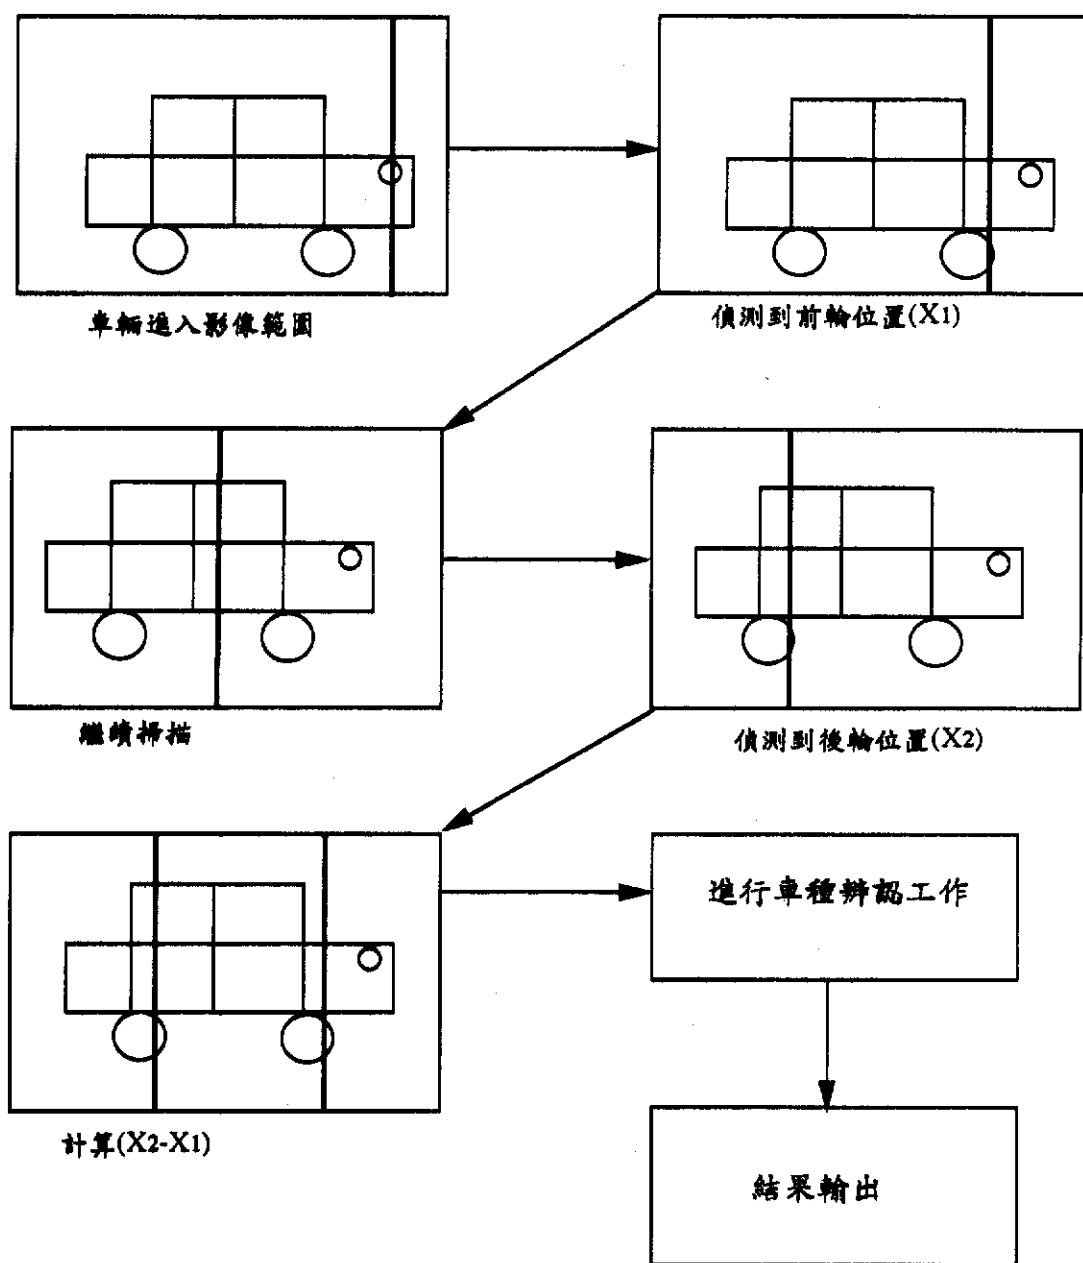 車輛進入影像範圍
偵測到前輪位置(X1)
繼續掃描
偵測到後輪位置(X2)
計算(X2-X1)
進行車種辨認工作
結果輸出